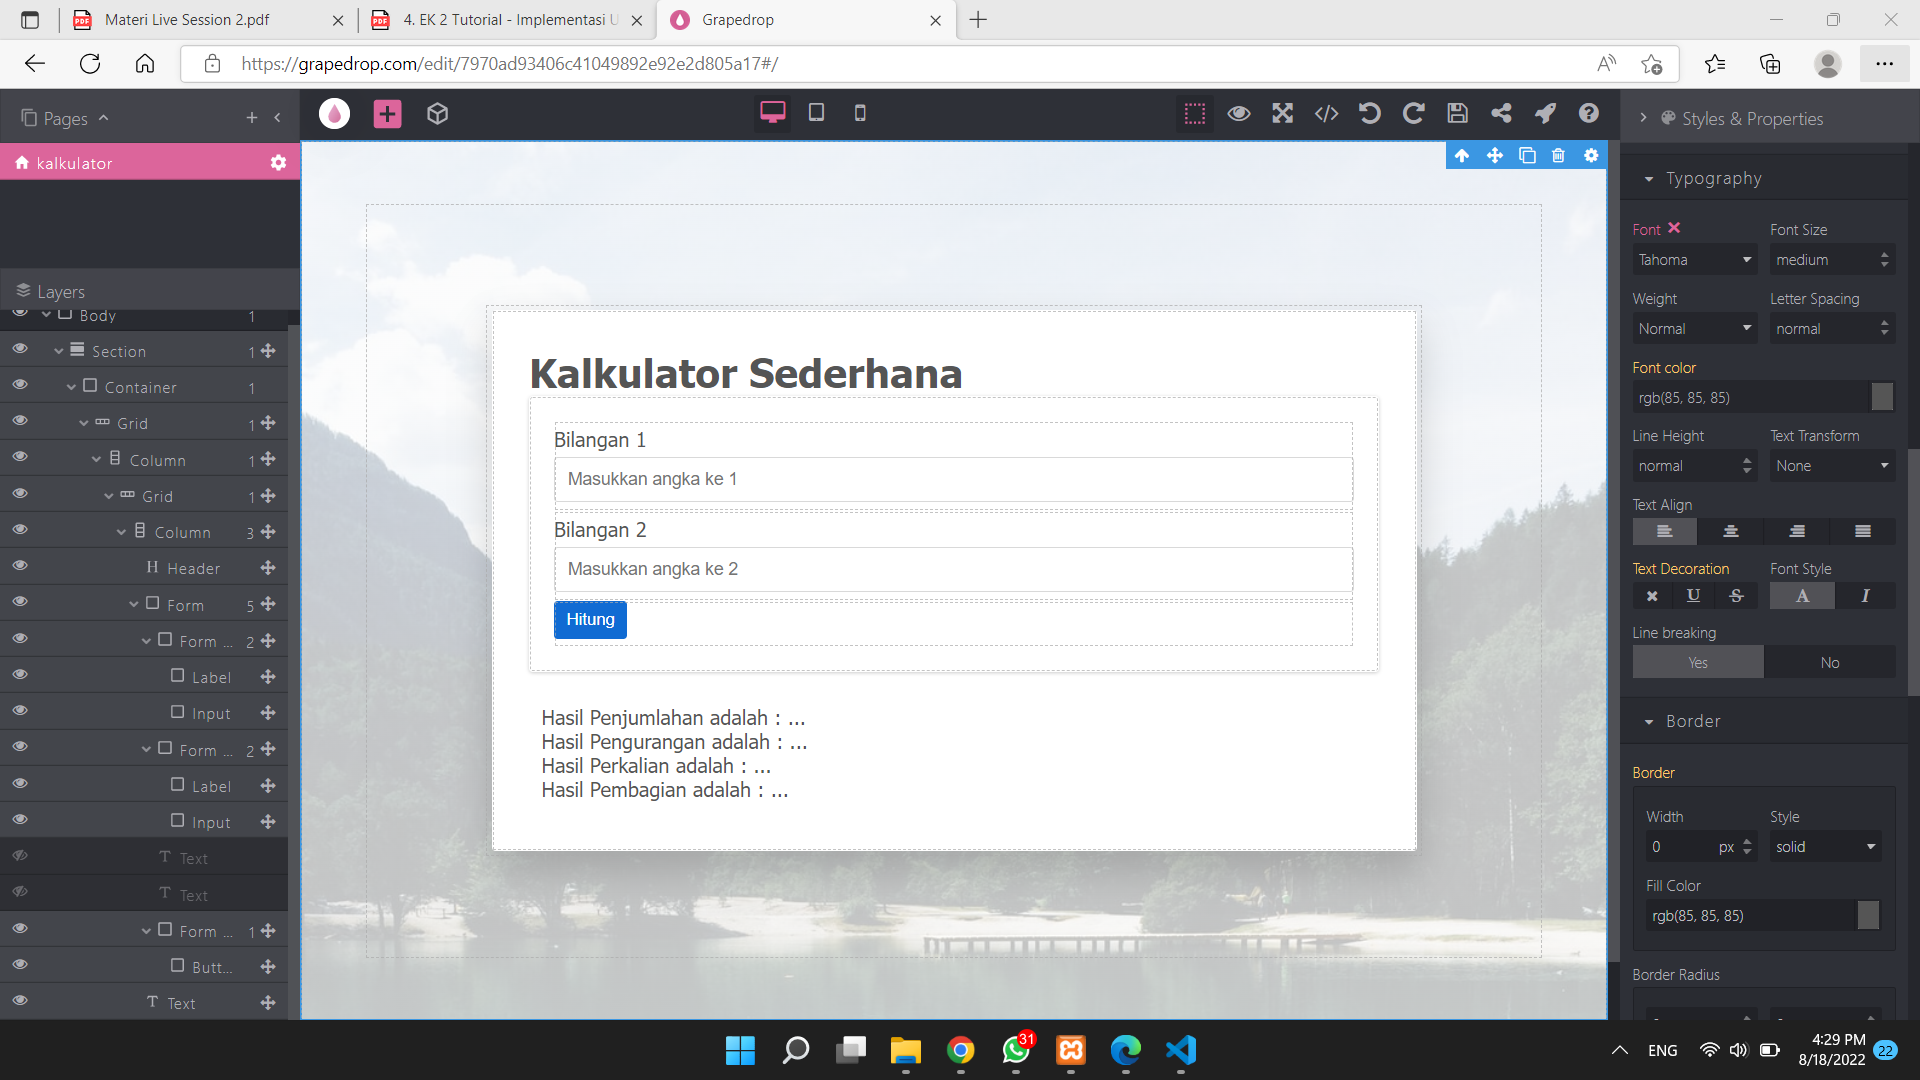 Materi Live Session 2.pdf
4. EK 2 Tutorial - Implementasi U
Grapedrop
https://grapedrop.com/edit/7970ad93406c41049892e92e2d805a17#/
Pages
kalkulator
Layers
Body 1
Section 1
Container 1
Grid 1
Column 1
Grid 1
Column 3
Header
Form 5
Form ... 2
Label
Input
Form ... 2
Label
Input
Text
Text
Form ... 1
Butt...
Text
Kalkulator Sederhana
Bilangan 1
Masukkan angka ke 1
Bilangan 2
Masukkan angka ke 2
Hitung
Hasil Penjumlahan adalah : ...
Hasil Pengurangan adalah : ...
Hasil Perkalian adalah : ...
Hasil Pembagian adalah : ...
Styles & Properties
Typography
Font Font Size
Tahoma medium
Weight Letter Spacing
Normal normal
Font color
rgb(85, 85, 85)
Line Height Text Transform
normal None
Text Align
Text Decoration Font Style
U S A I
Line breaking
Yes No
Border
Border
Width Style
0 px solid
Fill Color
rgb(85, 85, 85)
Border Radius
31
ENG
4:29 PM
8/18/2022
22